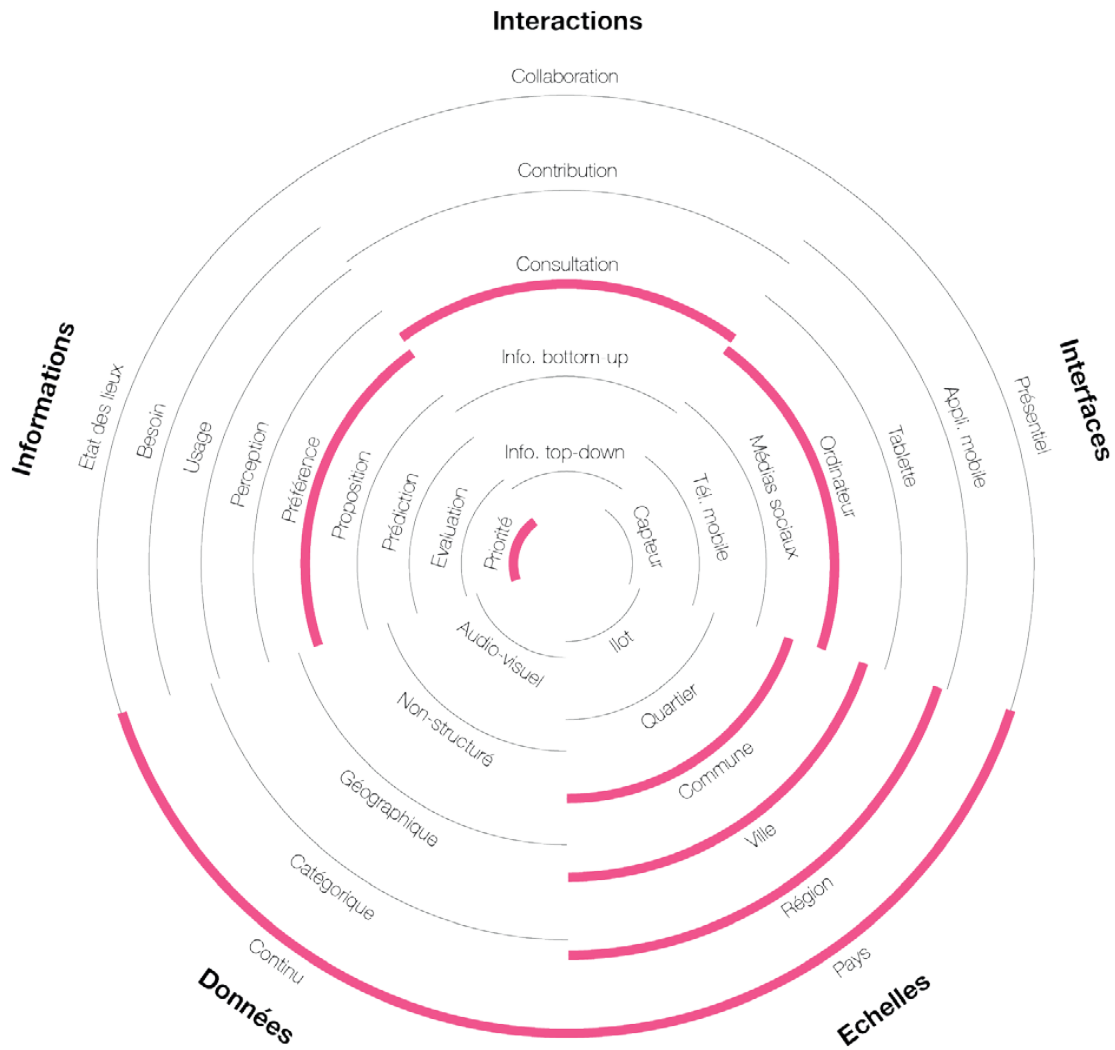 Interactions
Collaboration
Contribution
Consultation
Info. bottom-up
Info. top-down
Informations
Etat des lieux
Besoin
Usage
Perception
Préférence
Proposition
Prédiction
Evaluation
Priorité
Interfaces
Présentiel
Appli. mobile
Tablette
Ordinateur
Médias sociaux
Tél. mobile
Capteur
Données
Audio-visuel
Non-structuré
Géographique
Catégorique
Continu
Echelles
Ilot
Quartier
Commune
Ville
Région
Pays